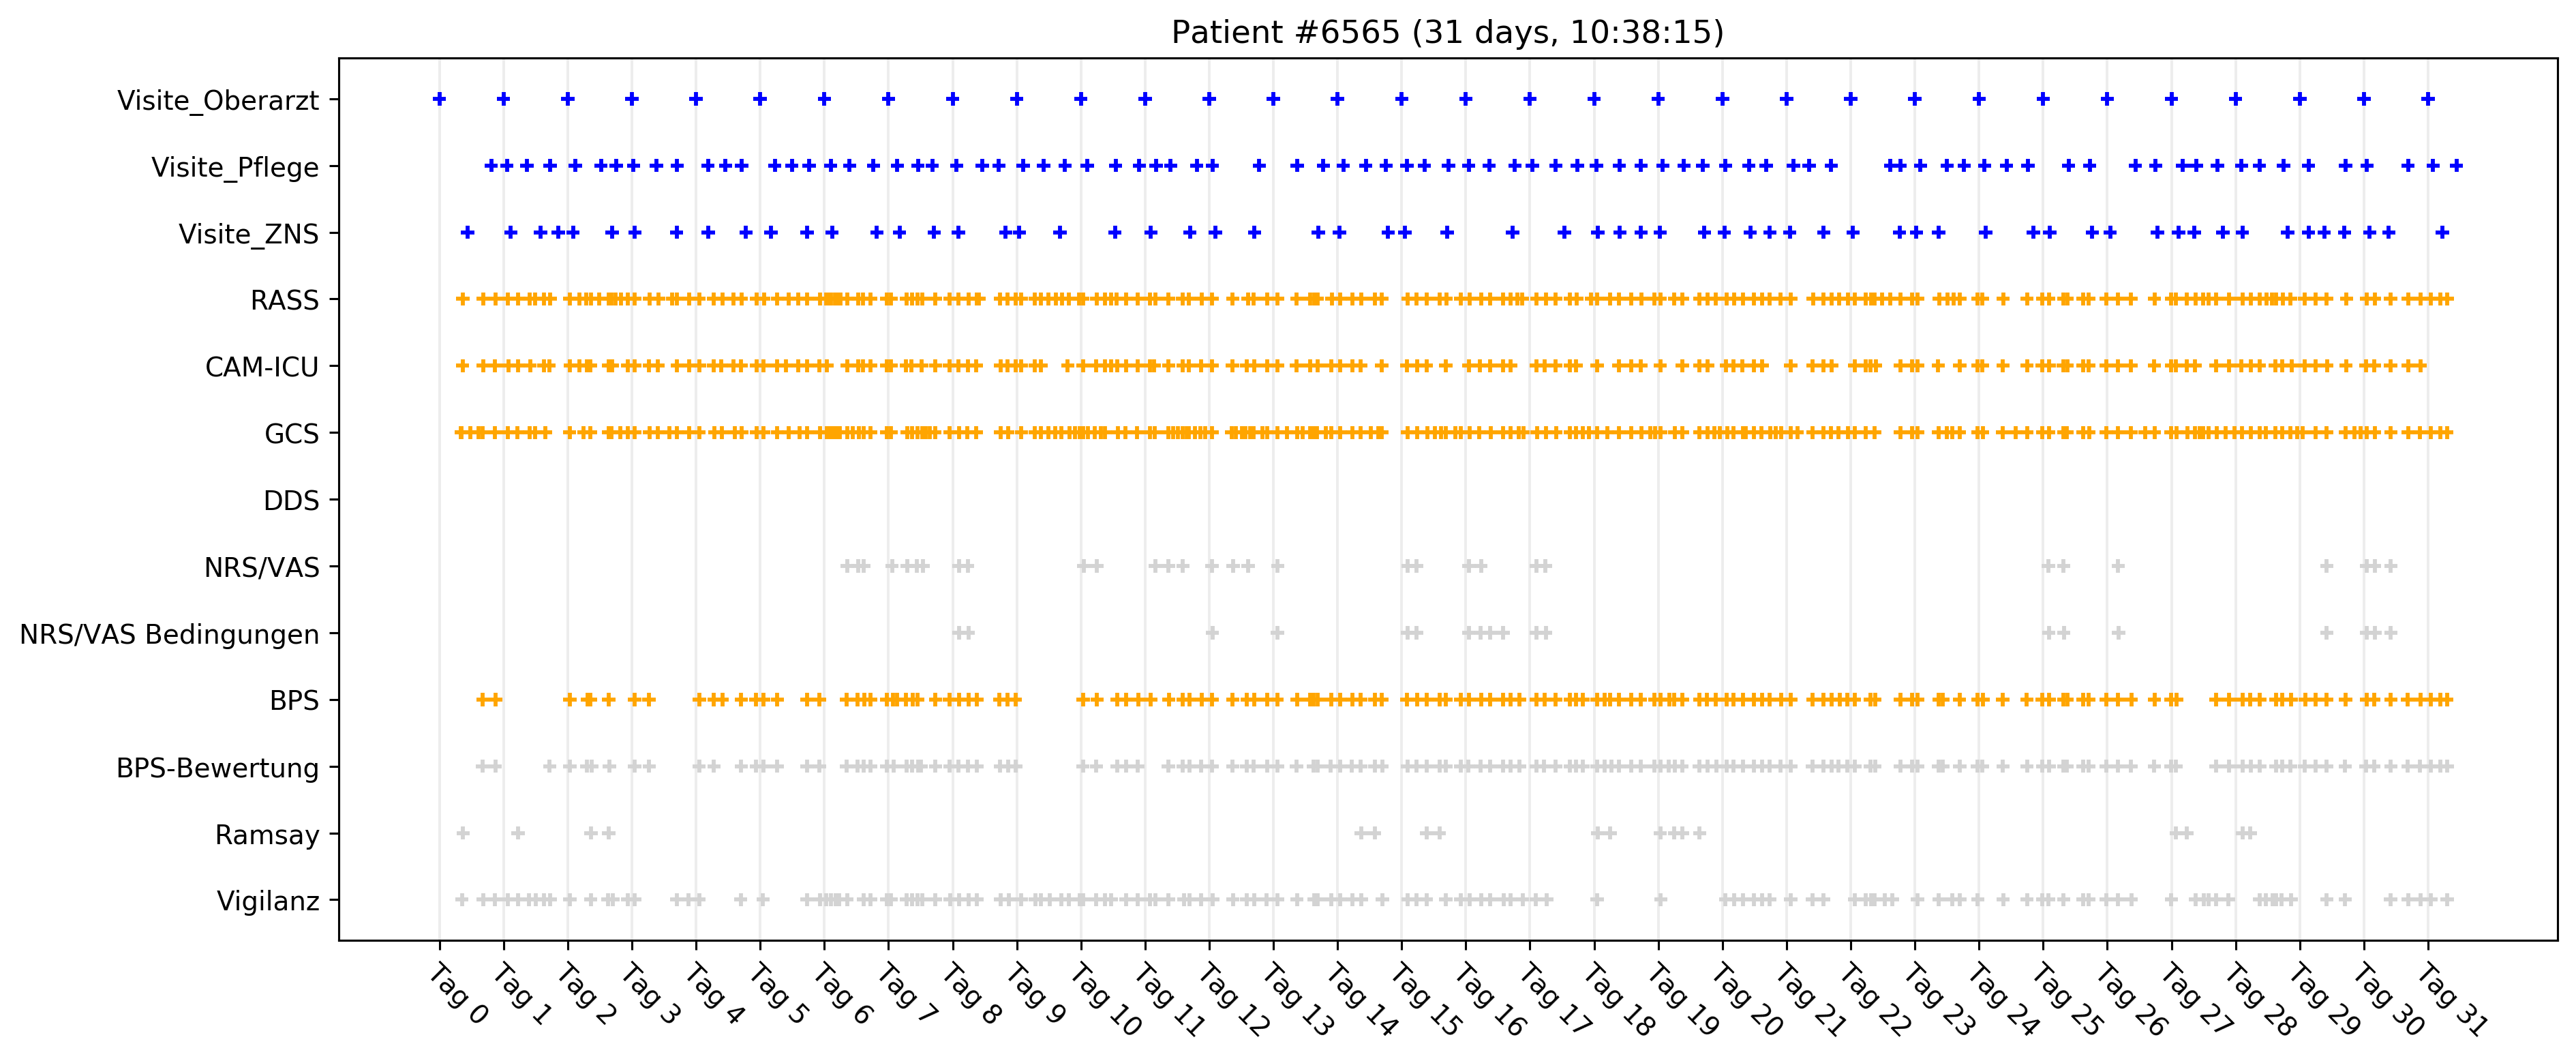 Patient #6565 (31 days, 10:38:15)
Visite_Oberarzt
Visite_Pflege
Visite_ZNS
RASS
CAM-ICU
GCS
DDS
NRS/VAS
NRS/VAS Bedingungen
BPS
BPS-Bewertung
Ramsay
Vigilanz
Tag 0
Tag 1
Tag 2
Tag 3
Tag 4
Tag 5
Tag 6
Tag 7
Tag 8
Tag 9
Tag 10
Tag 11
Tag 12
Tag 13
Tag 14
Tag 15
Tag 16
Tag 17
Tag 18
Tag 19
Tag 20
Tag 21
Tag 22
Tag 23
Tag 24
Tag 25
Tag 26
Tag 27
Tag 28
Tag 29
Tag 30
Tag 31